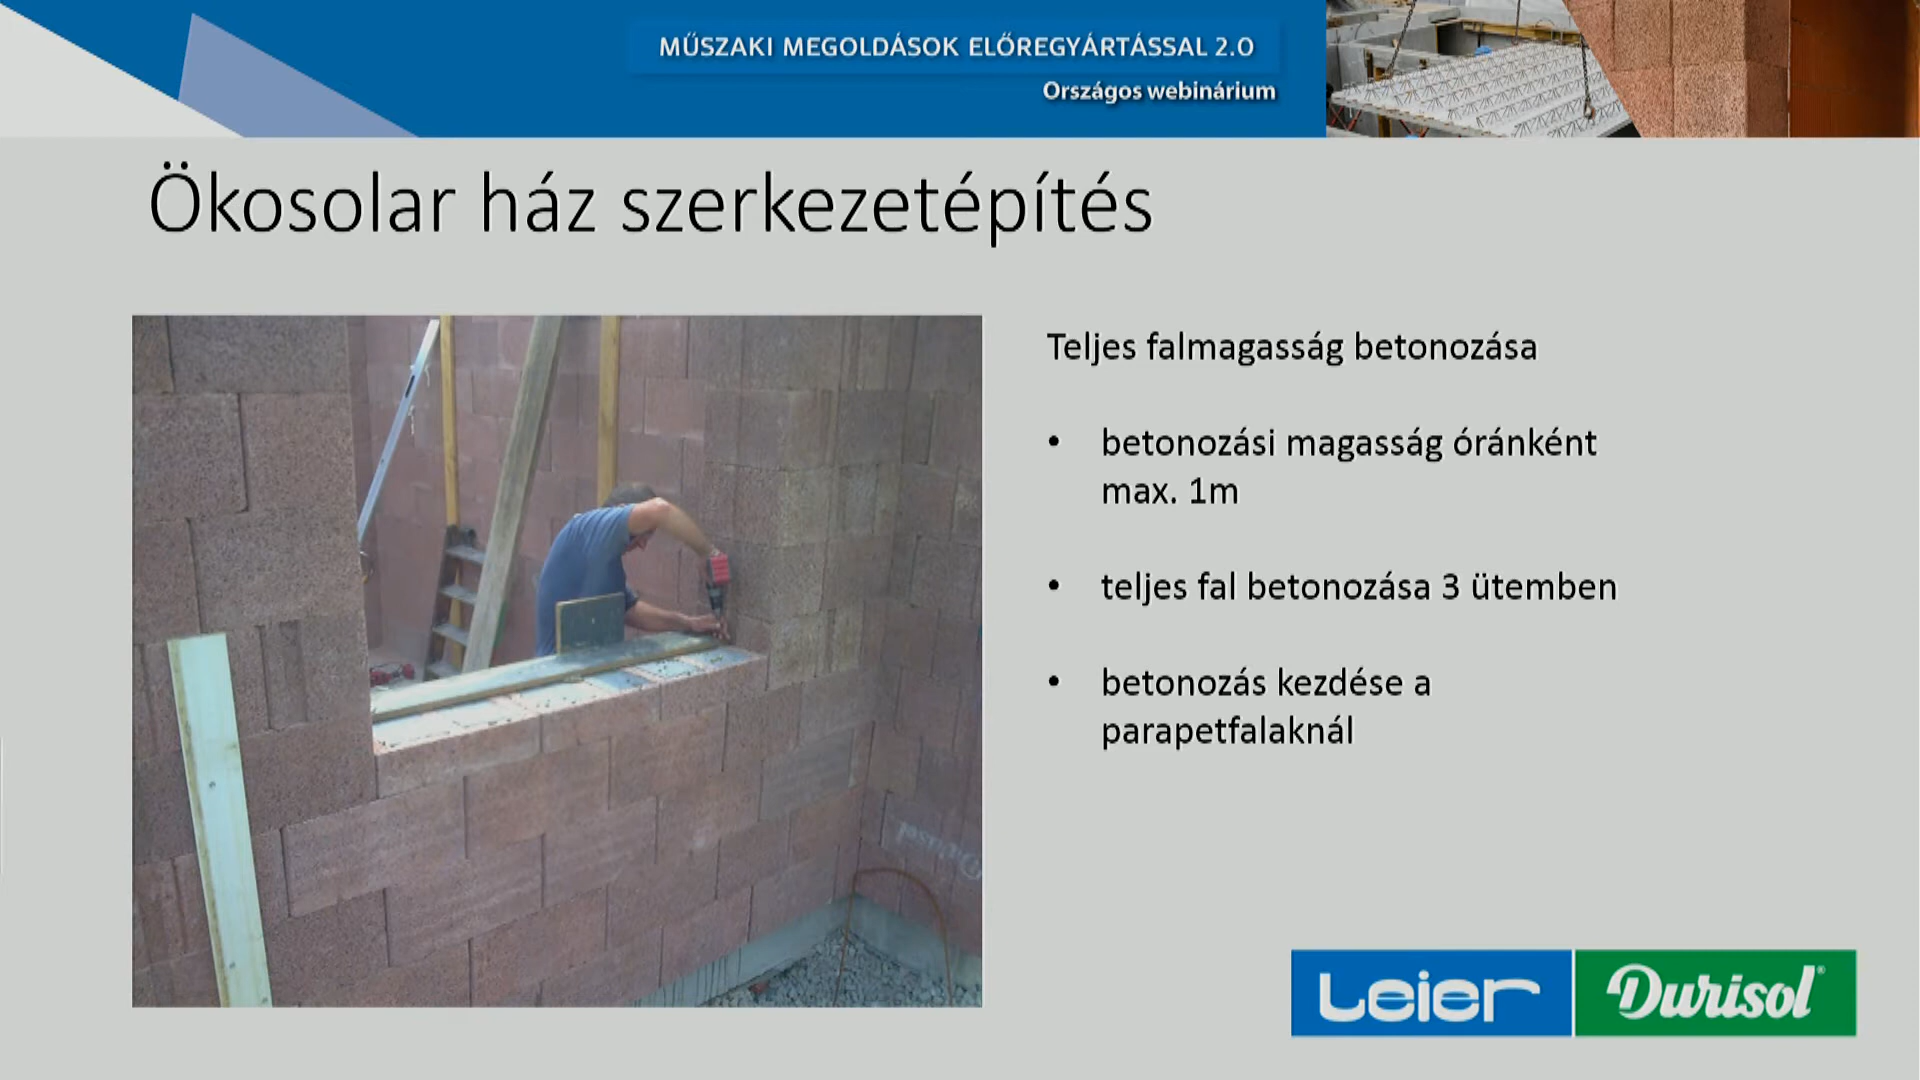 MŰSZAKI MEGOLDÁSOK ELŐREGYÁRTÁSSAL 2.0
Országos webinárium
Ökosolar ház szerkezetépítés
Teljes falmagasság betonozása
• betonozási magasság óránként
max. 1m
• teljes fal betonozása 3 ütemben
• betonozás kezdése a
parapetfalaknál
Leier
Durisol®